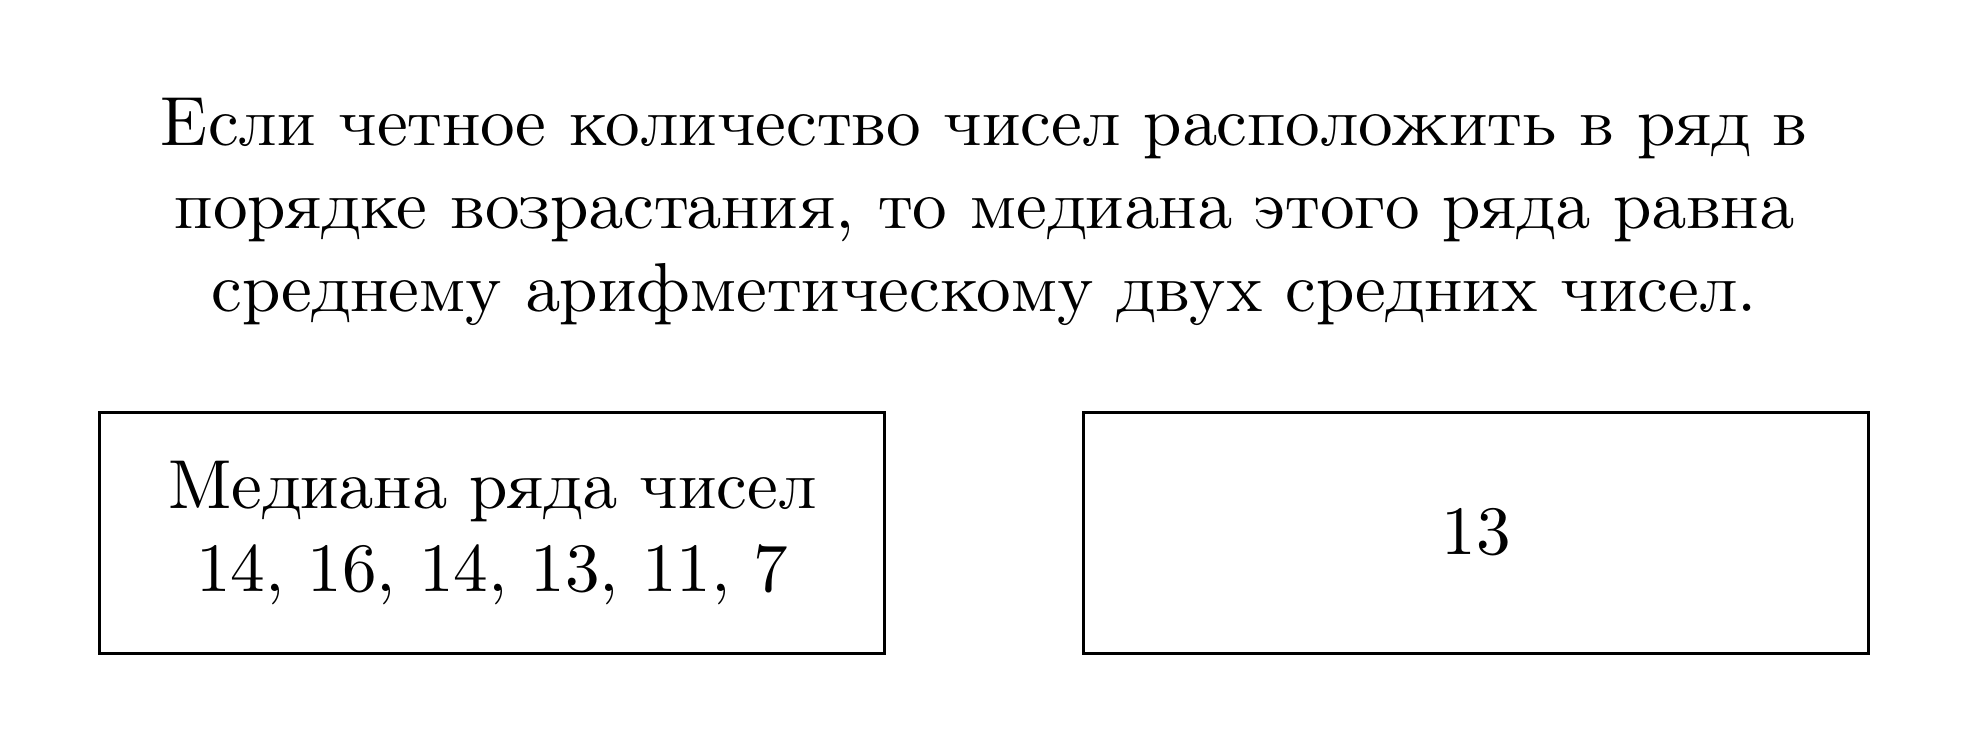 Если четное количество чисел расположить в ряд в
порядке возрастания, то медиана этого ряда равна
среднему арифметическому двух средних чисел.
Медиана ряда чисел
14, 16, 14, 13, 11, 7
13